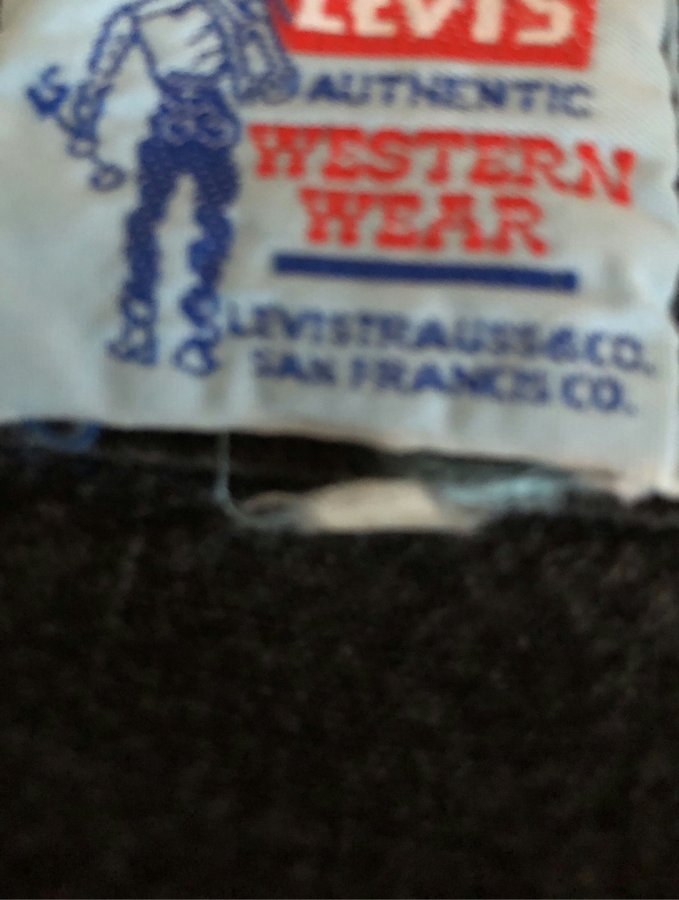 LEVI'S
AUTHENTIC
WESTERN
WEAR
LEVI STRAUSS & CO.
SAN FRANCISCO.